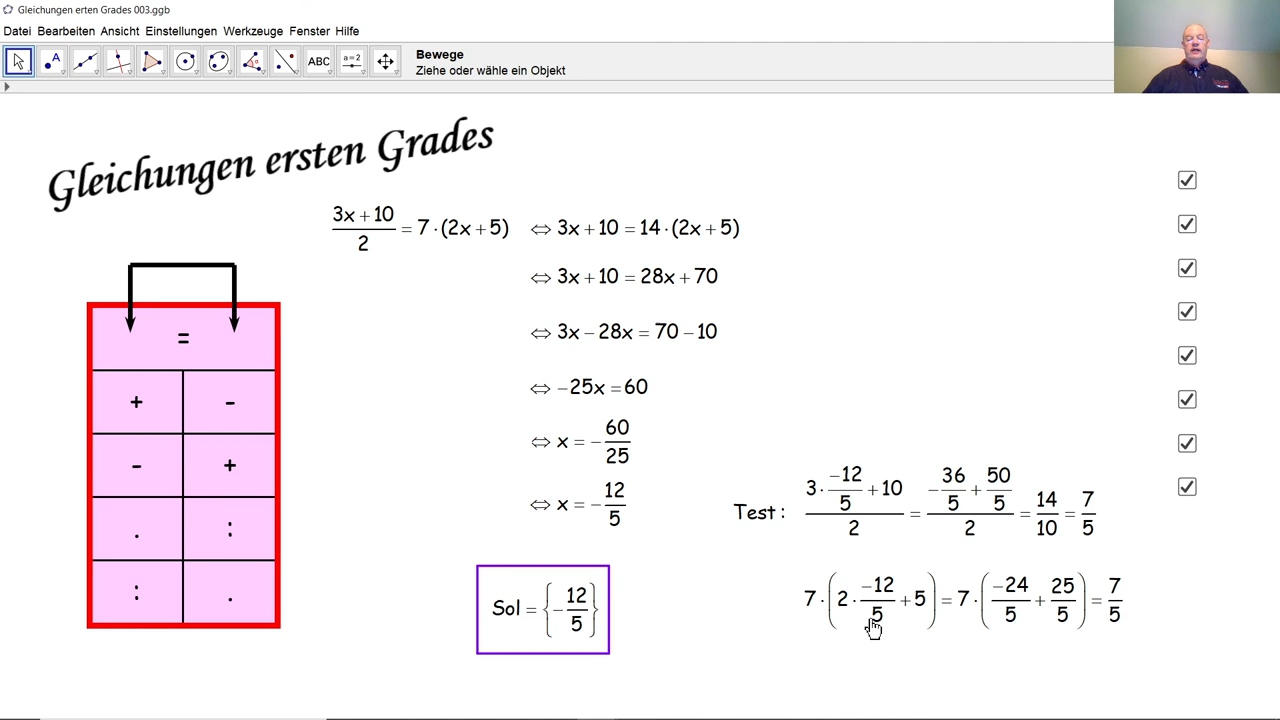 Gleichungen erten Grades 003.ggb
Datei Bearbeiten Ansicht Einstellungen Werkzeuge Fenster Hilfe
A
ABC
a=2
Bewege
Ziehe oder wähle ein Objekt
Gleichungen ersten Grades
(3x + 10)/2 = 7 · (2x + 5) ⇔ 3x + 10 = 14 · (2x + 5)
⇔ 3x + 10 = 28x + 70
⇔ 3x − 28x = 70 − 10
⇔ −25x = 60
⇔ x = −60/25
⇔ x = −12/5
Sol = {−12/5}
=
+ -
- +
. :
: .
Test : (3 · −12/5 + 10)/2 = (−36/5 + 50/5)/2 = 14/10 = 7/5
7 · (2 · −12/5 + 5) = 7 · (−24/5 + 25/5) = 7/5